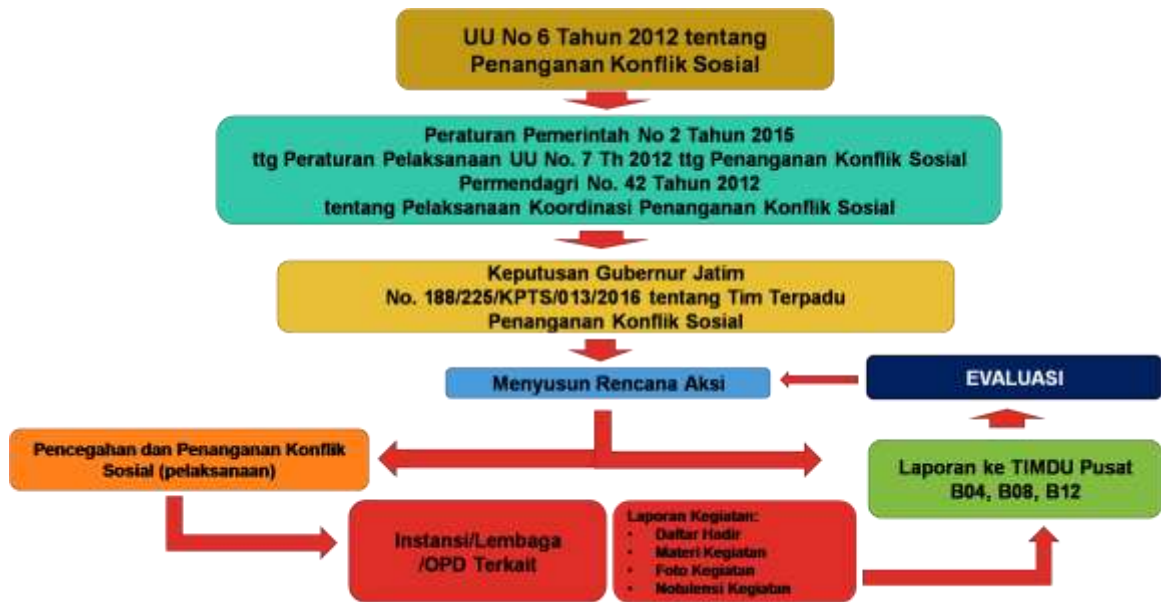 UU No 6 Tahun 2012 tentang
Penanganan Konflik Sosial
Peraturan Pemerintah No 2 Tahun 2015
ttg Peraturan Pelaksanaan UU No. 7 Th 2012 ttg Penanganan Konflik Sosial
Permendagri No. 42 Tahun 2012
tentang Pelaksanaan Koordinasi Penanganan Konflik Sosial
Keputusan Gubernur Jatim
No. 188/225/KPTS/013/2016 tentang Tim Terpadu
Penanganan Konflik Sosial
Menyusun Rencana Aksi
EVALUASI
Pencegahan dan Penanganan Konflik
Sosial (pelaksanaan)
Laporan ke TIMDU Pusat
B04, B08, B12
Instansi/Lembaga
/OPD Terkait
Laporan Kegiatan:
• Daftar Hadir
• Materi Kegiatan
• Foto Kegiatan
• Notulensi Kegiatan